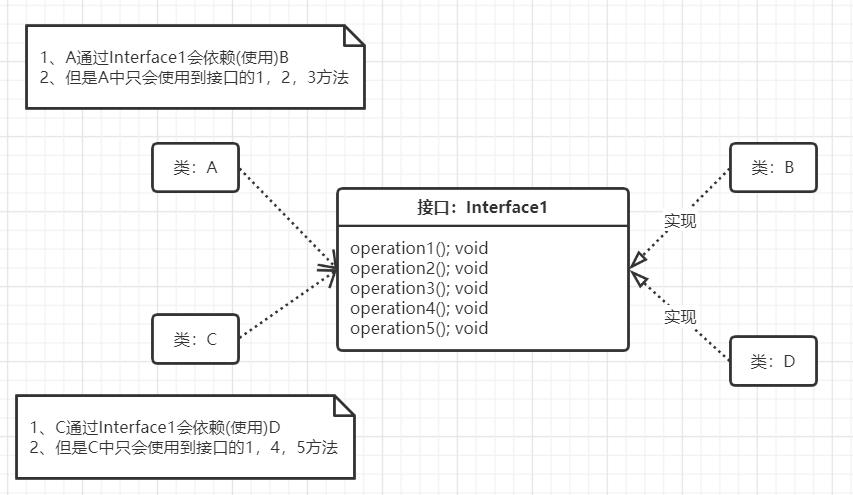 1、A通过Interface1会依赖(使用)B
2、但是A中只会使用到接口的1，2，3方法
类：A
类：B
接口：Interface1
实现
operation1(); void
operation2(); void
operation3(); void
operation4(); void
operation5(); void
实现
类：C
类：D
1、C通过Interface1会依赖(使用)D
2、但是C中只会使用到接口的1，4，5方法